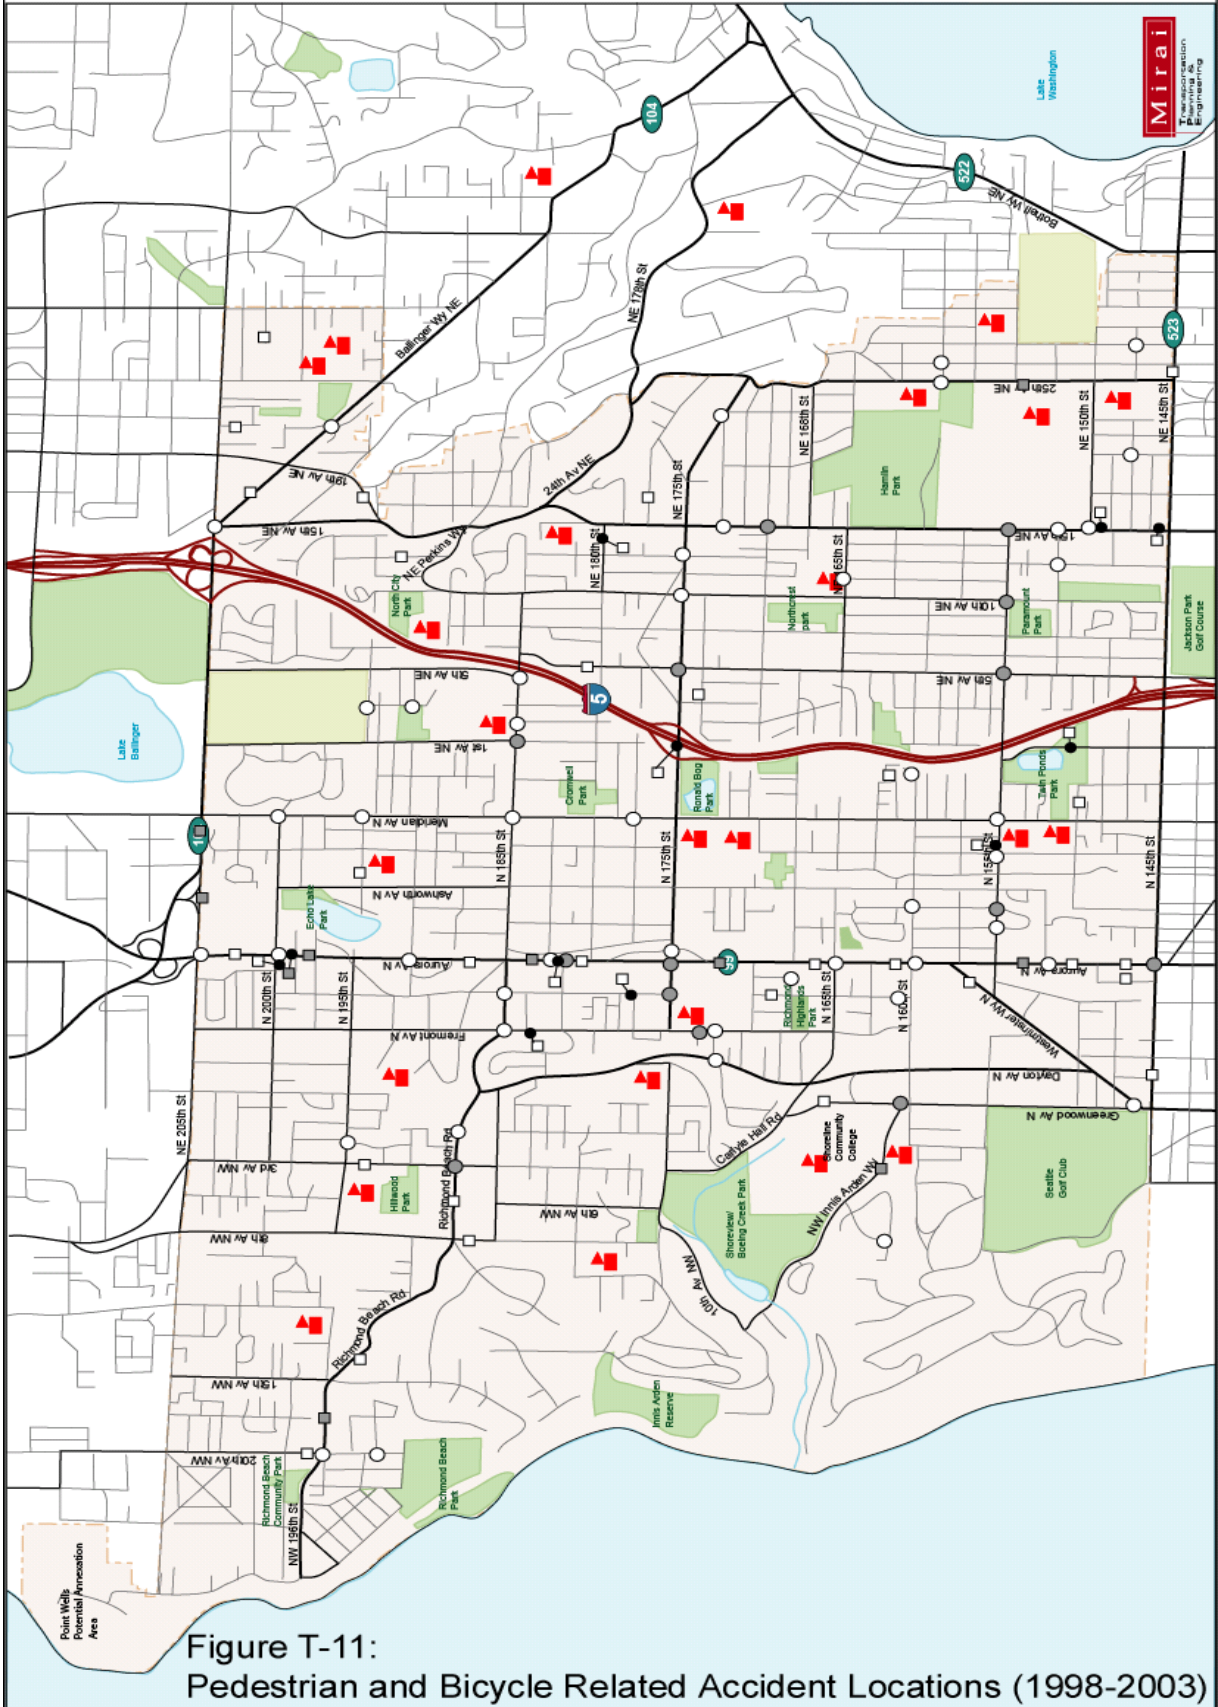 Mirai
Transportation
Planning &
Engineering
Lake
Washington
104
522
Bothell Wy NE
523
Ballinger Wy NE
NE 178th St
25th Av NE
NE 150th St
NE 145th St
NE 168th St
Hamlin
Park
24th Av NE
NE 175th St
19th Av NE
15th Av NE
NE Perkins Wy
NE 180th St
15th Av NE
NE 165th St
North City
Park
Northcrest
park
10th Av NE
Paramount
Park
Jackson Park
Golf Course
5th Av NE
5th Av NE
5
Lake
Ballinger
1st Av NE
Cromwell
Park
Ronald Bog
Park
Twin Ponds
Park
Meridian Av N
N 185th St
N 175th St
N 155th St
N 145th St
Ashworth Av N
Echo Lake
Park
Aurora Av N
99
Aurora Av N
N 200th St
N 195th St
Richmond
Highlands
Park
N 165th St
N 160th St
Westminster Wy N
Fremont Av N
Dayton Av N
Greenwood Av N
NE 205th St
Carlyle Hall Rd
Shoreline
Community
College
3rd Av NW
Richmond Beach Rd
Hillwood
Park
6th Av NW
Shoreview/
Boeing Creek Park
NW Innis Arden Wy
Seattle
Golf Club
8th Av NW
10th Av NW
Richmond Beach Rd
15th Av NW
Innis Arden
Reserve
20th Av NW
Richmond Beach
Community Park
Richmond Beach
Park
NW 196th St
Point Wells
Potential Annexation
Area
Figure T-11:
Pedestrian and Bicycle Related Accident Locations (1998-2003)